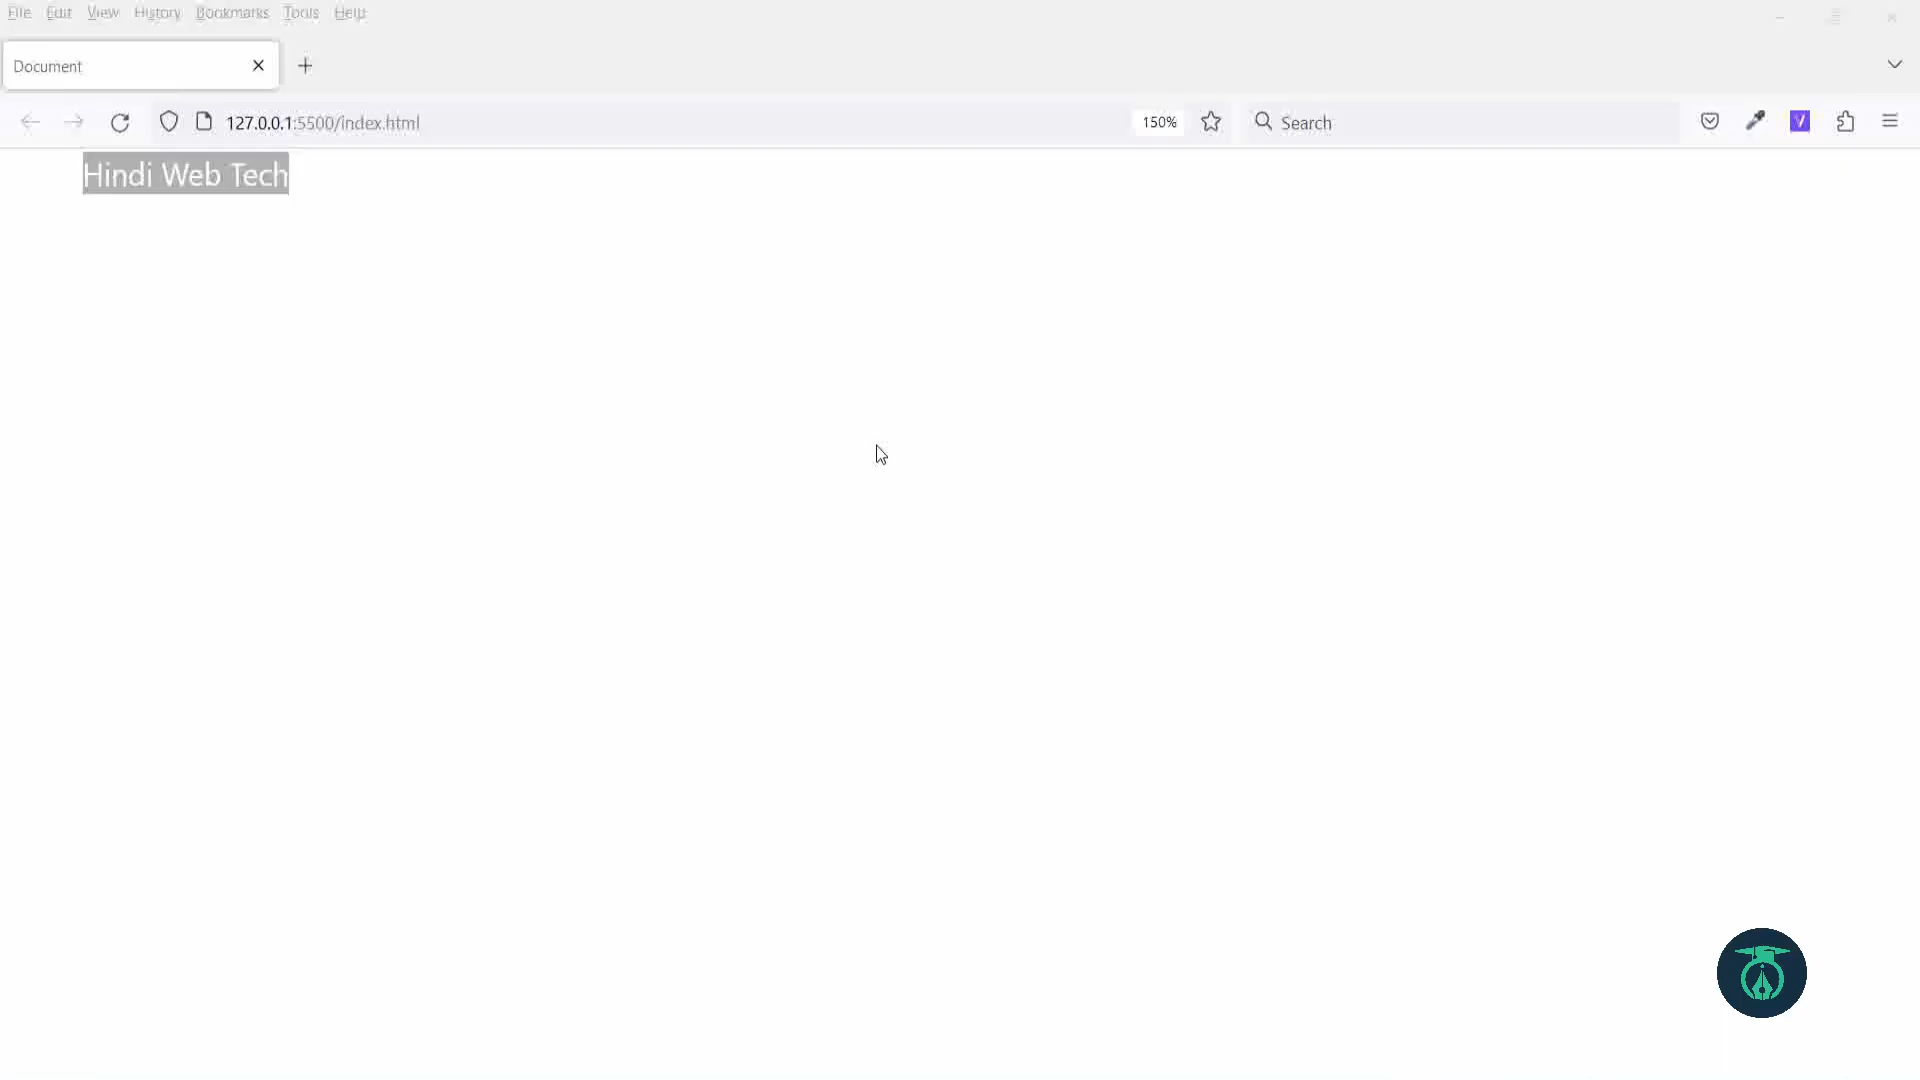 File Edit View History Bookmarks Tools Help
Document
127.0.0.1:5500/index.html 150% Search
Hindi Web Tech